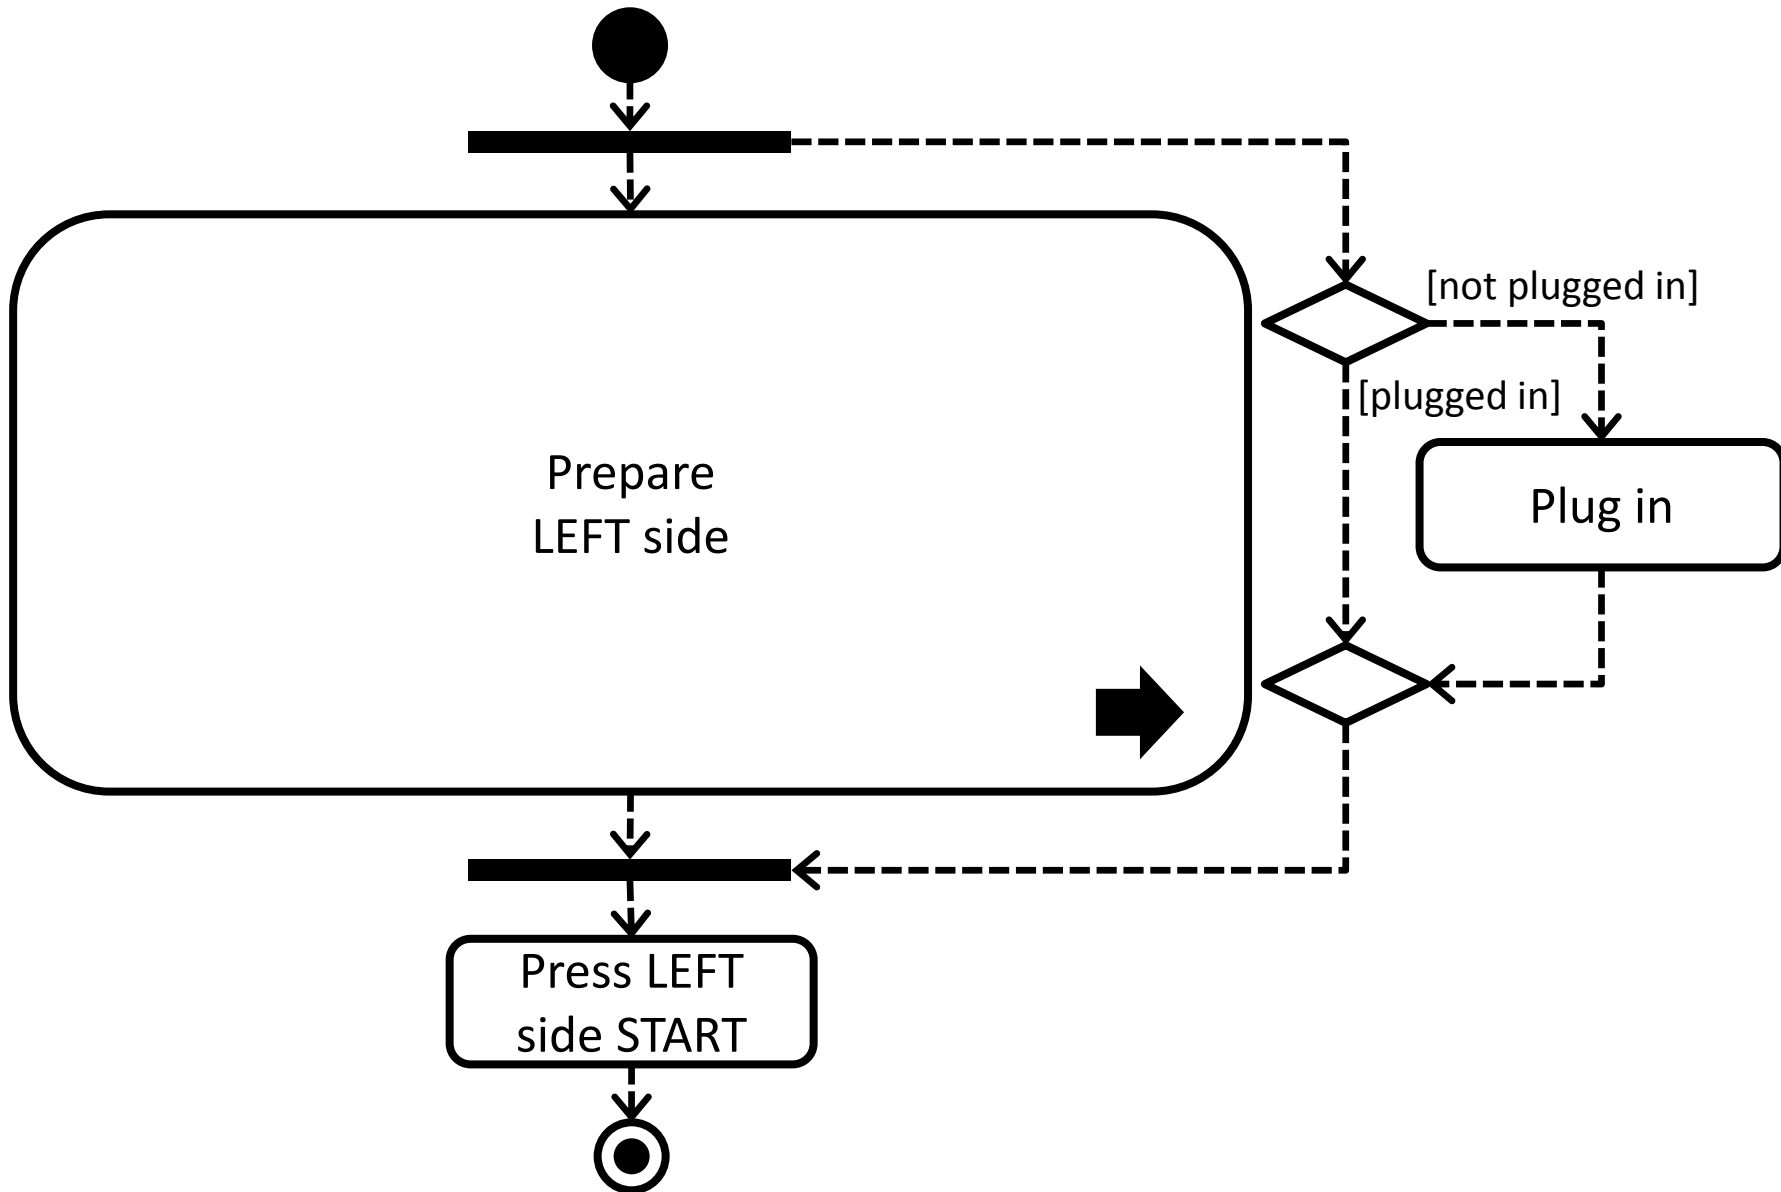 [not plugged in]
[plugged in]
Prepare
LEFT side
Plug in
Press LEFT
side START